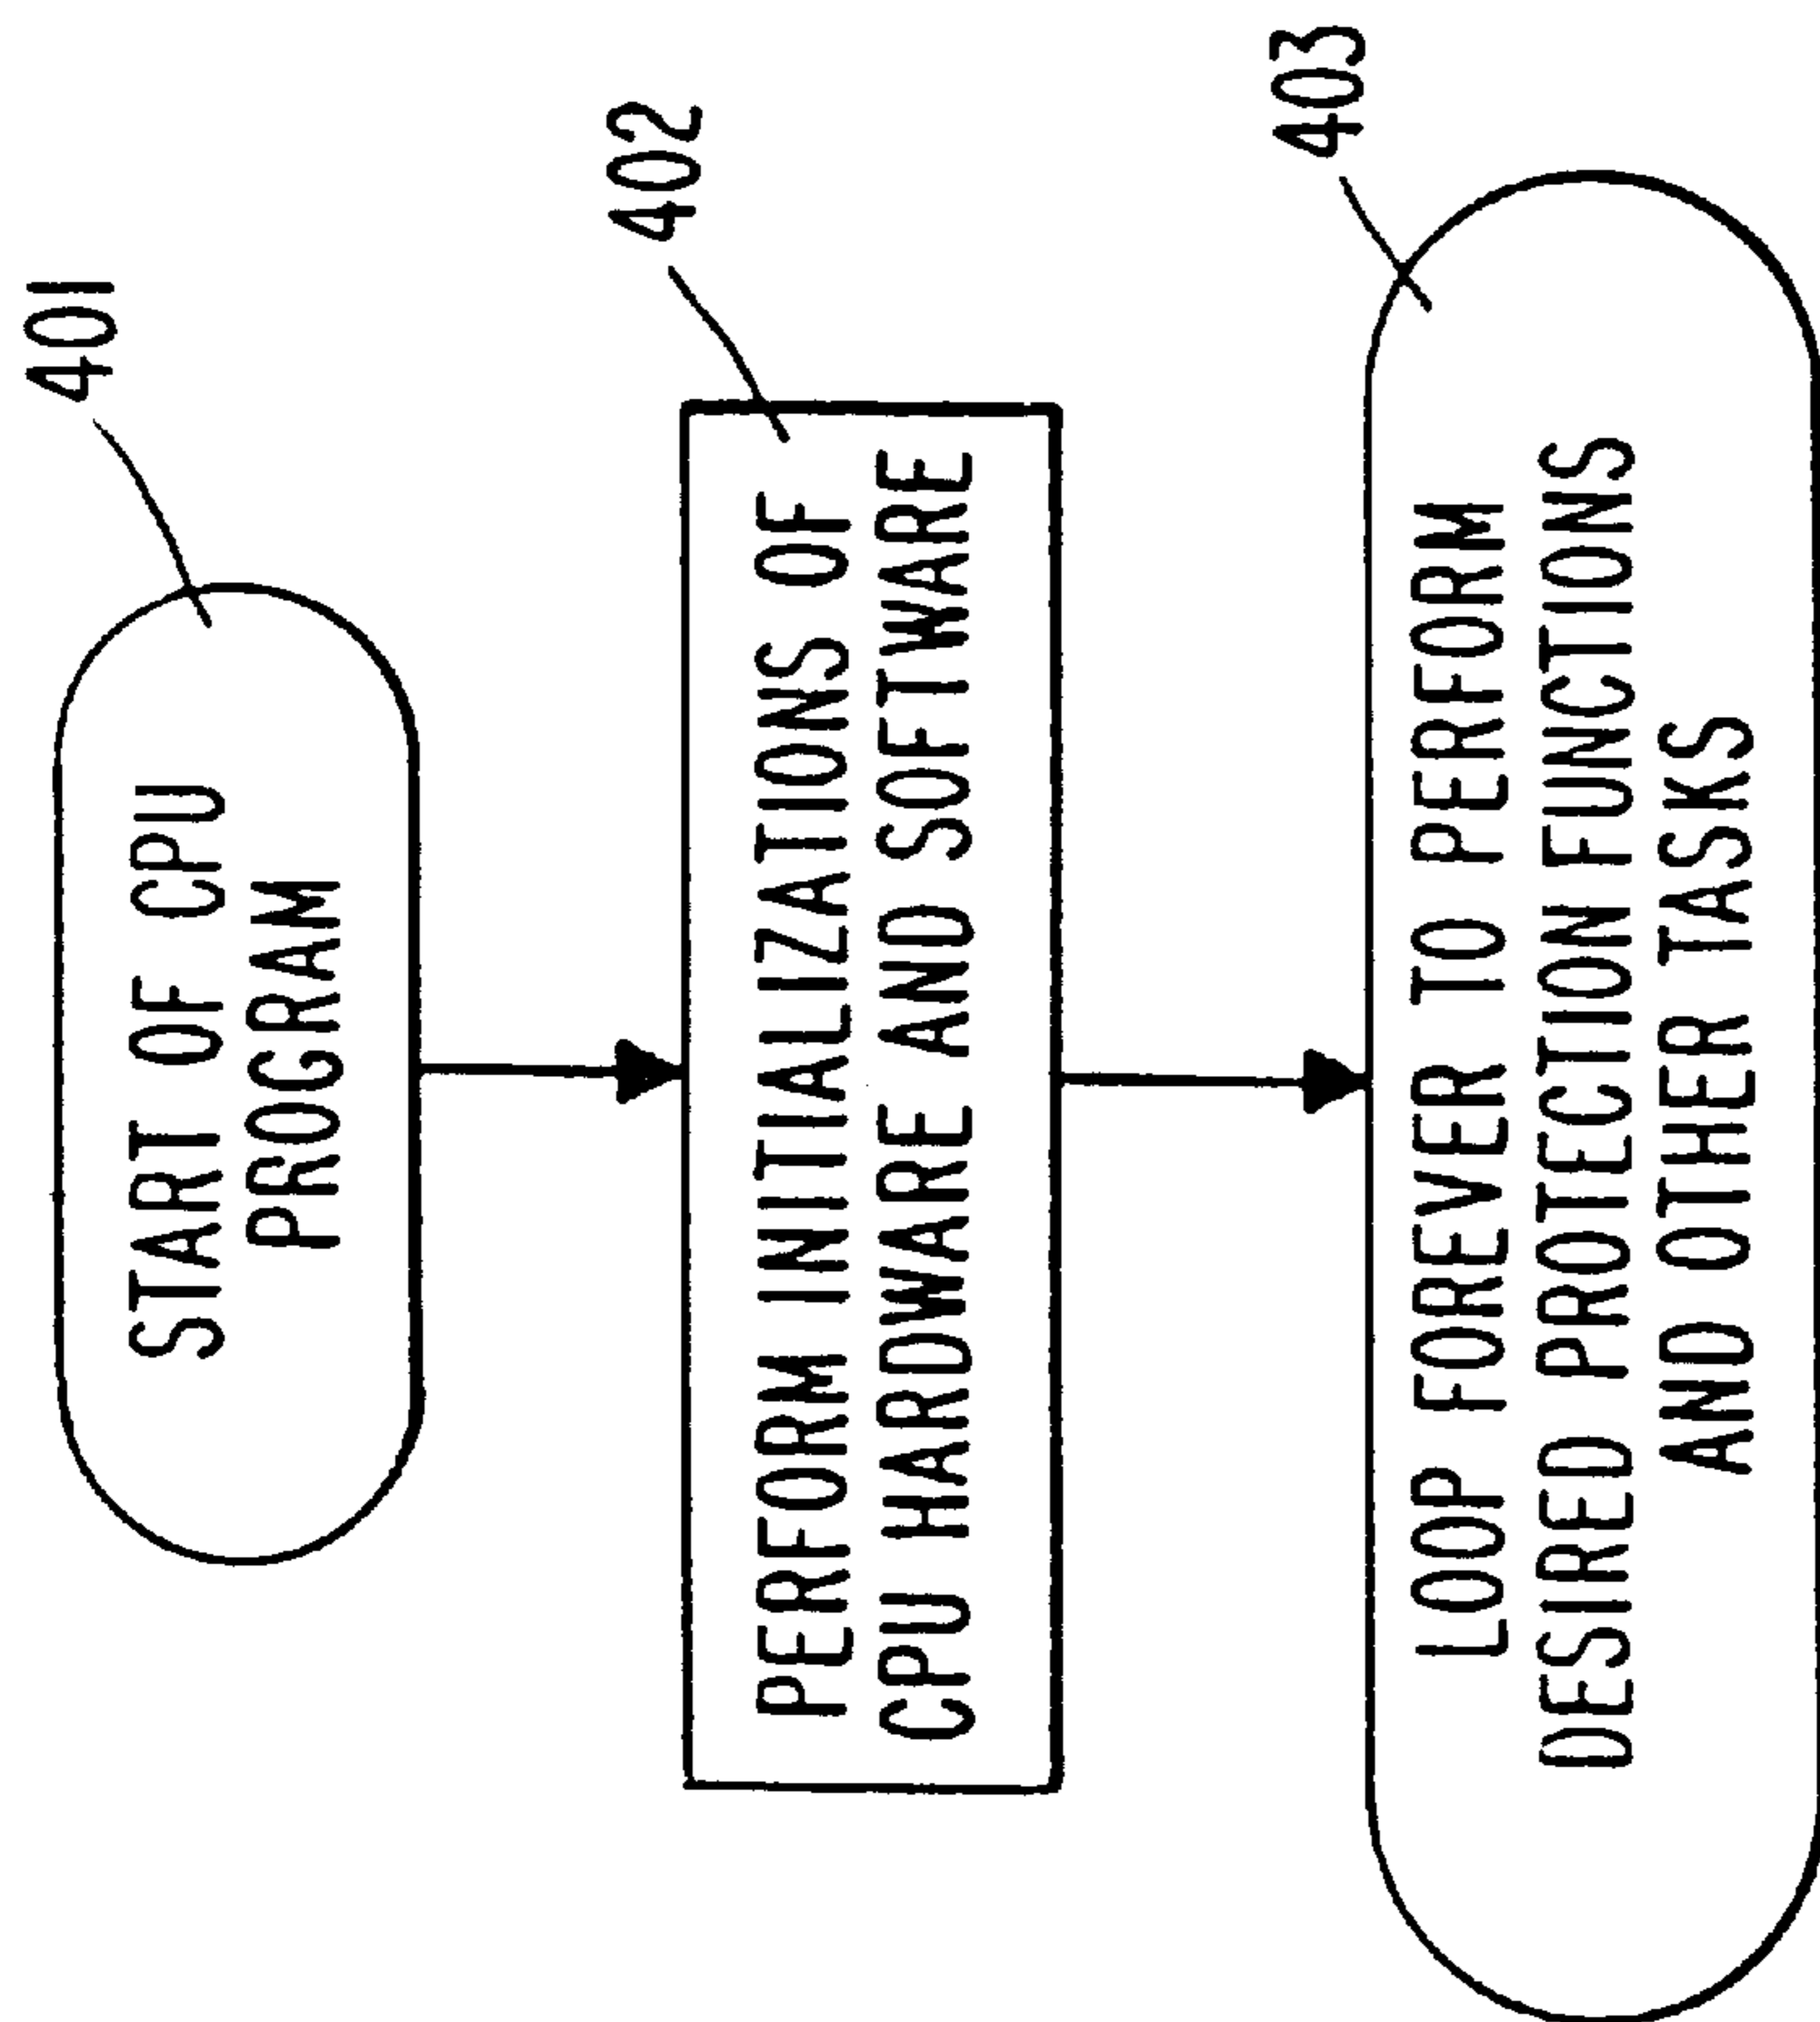 401
START OF CPU
PROGRAM
402
PERFORM INITIALIZATIONS OF
CPU HARDWARE AND SOFTWARE
403
LOOP FOREVER TO PERFORM
DESIRED PROTECTION FUNCTIONS
AND OTHER TASKS